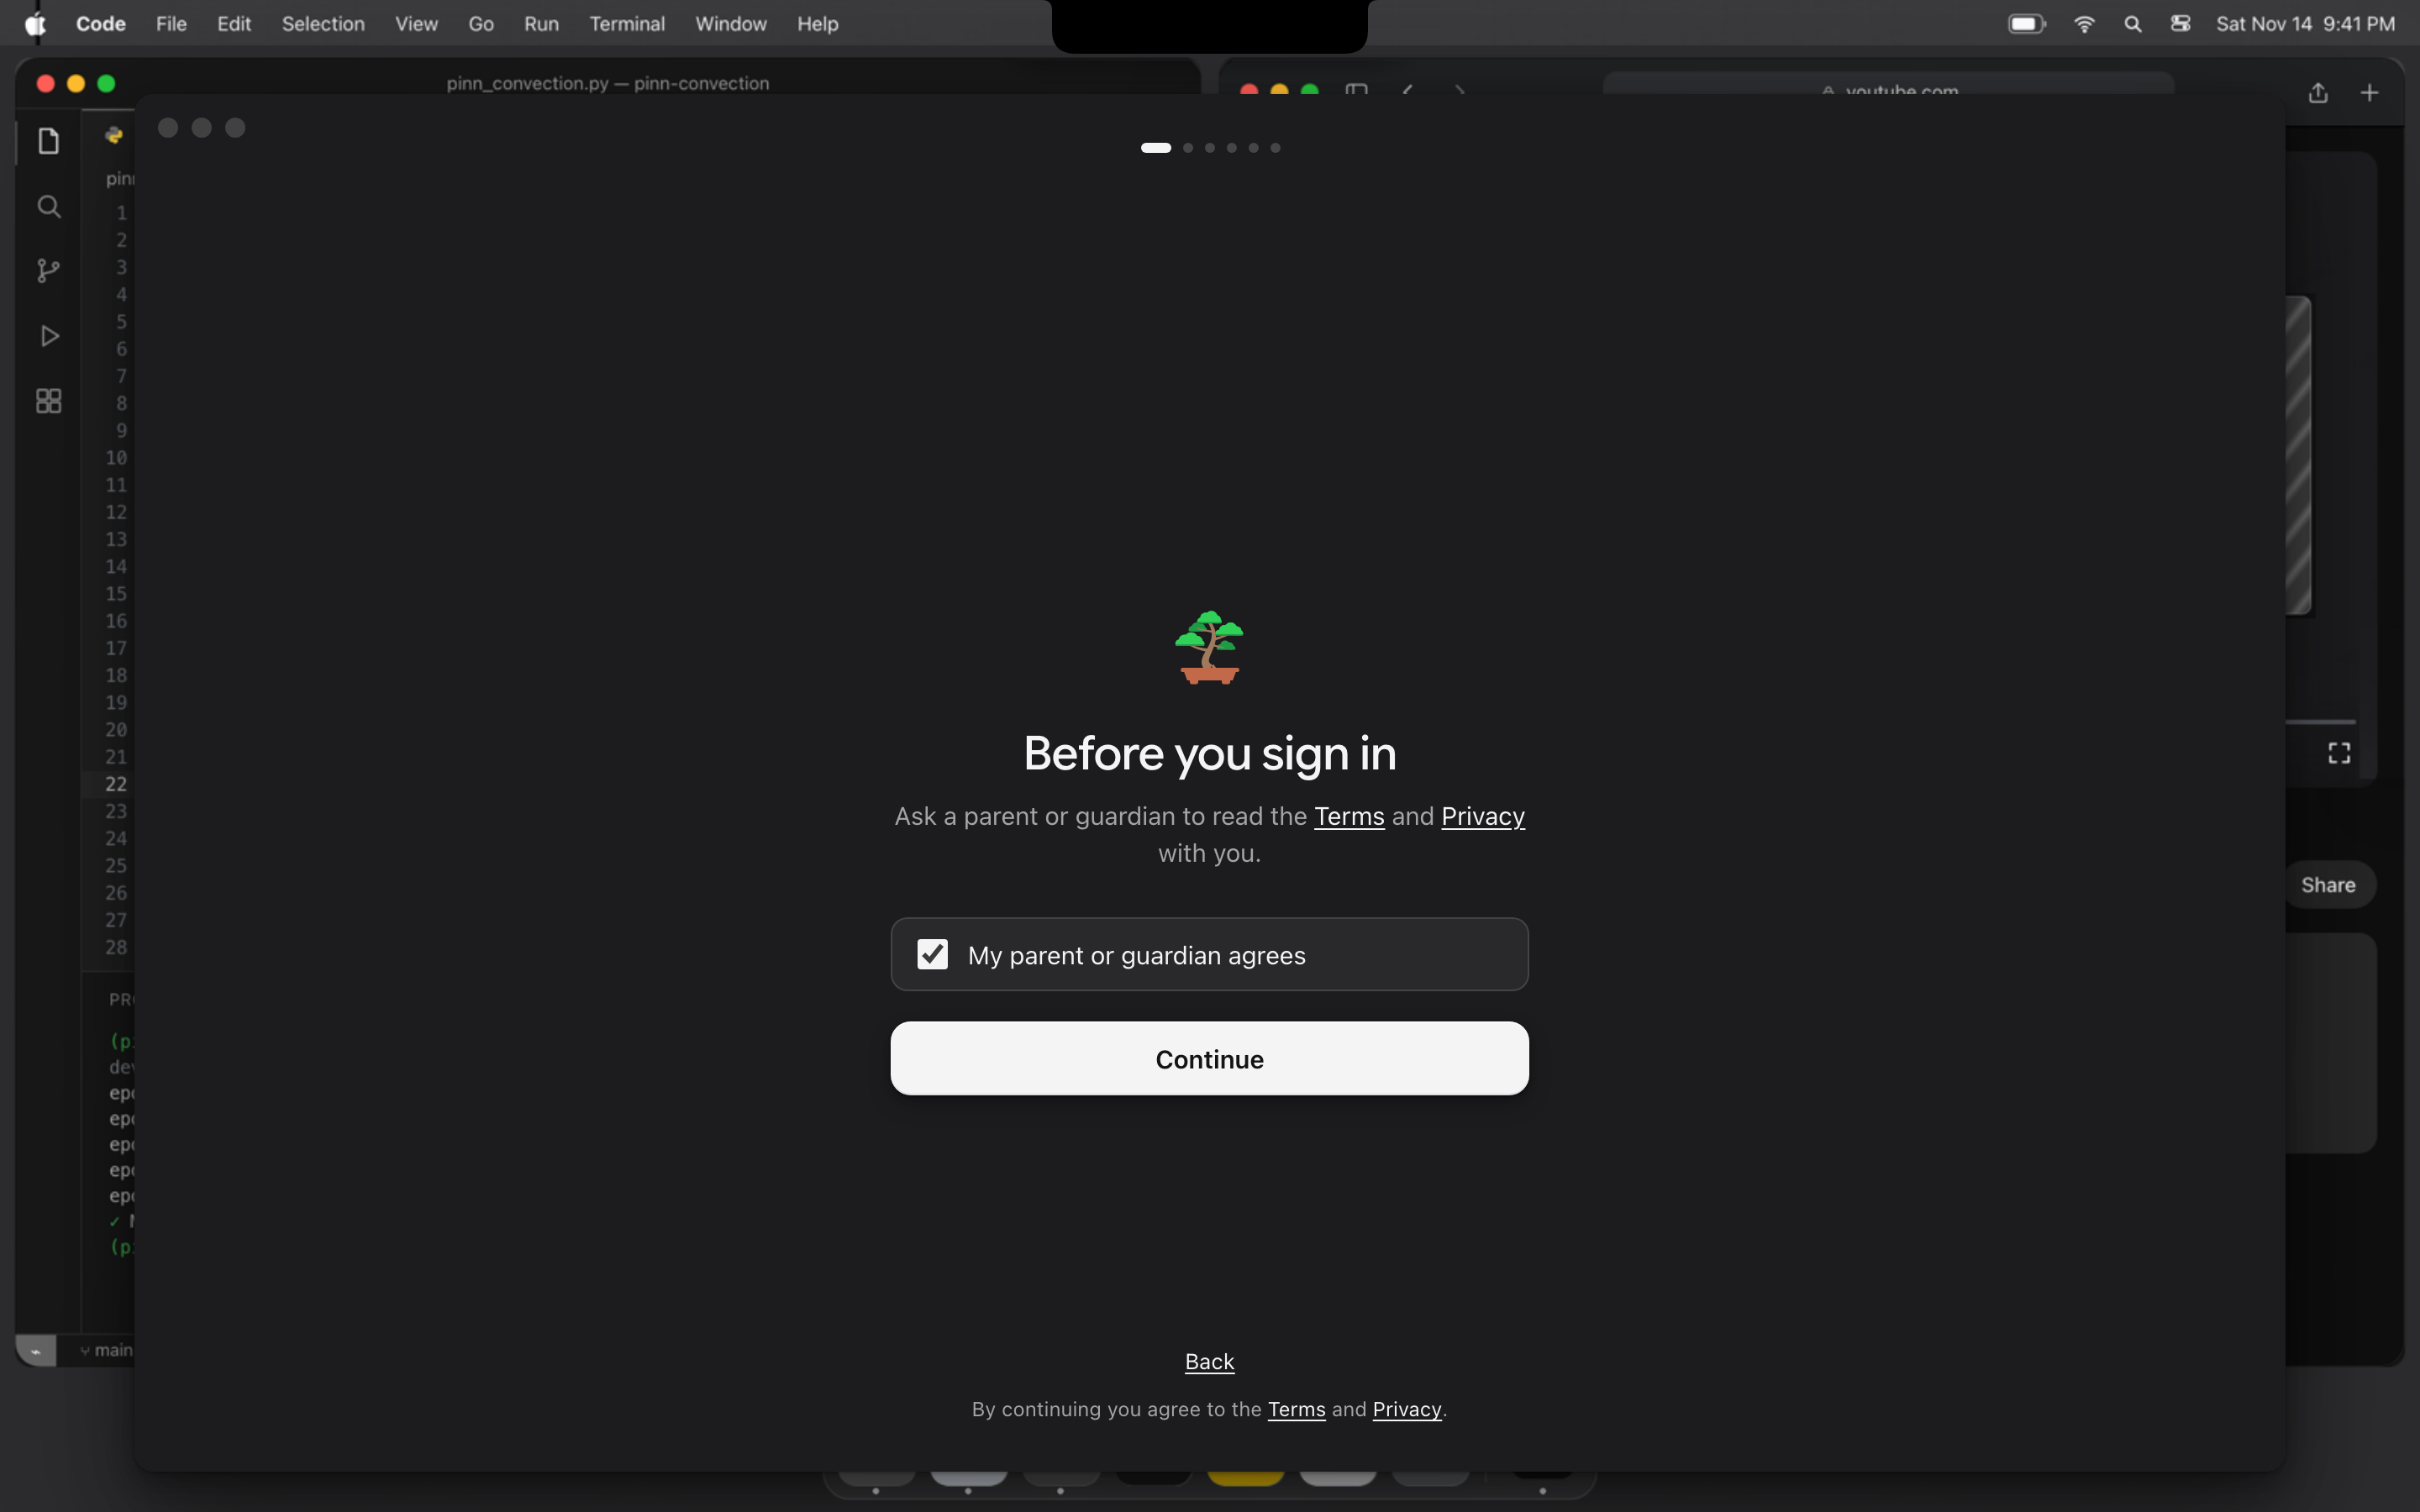 Code File Edit Selection View Go Run Terminal Window Help
Sat Nov 14 9:41 PM
pinn_convection.py — pinn-convection
youtube.com
1
2
3
4
5
6
7
8
9
10
11
12
13
14
15
16
17
18
19
20
21
22
23
24
25
26
27
28
main
Before you sign in
Ask a parent or guardian to read the Terms and Privacy
with you.
My parent or guardian agrees
Continue
Back
By continuing you agree to the Terms and Privacy.
Share